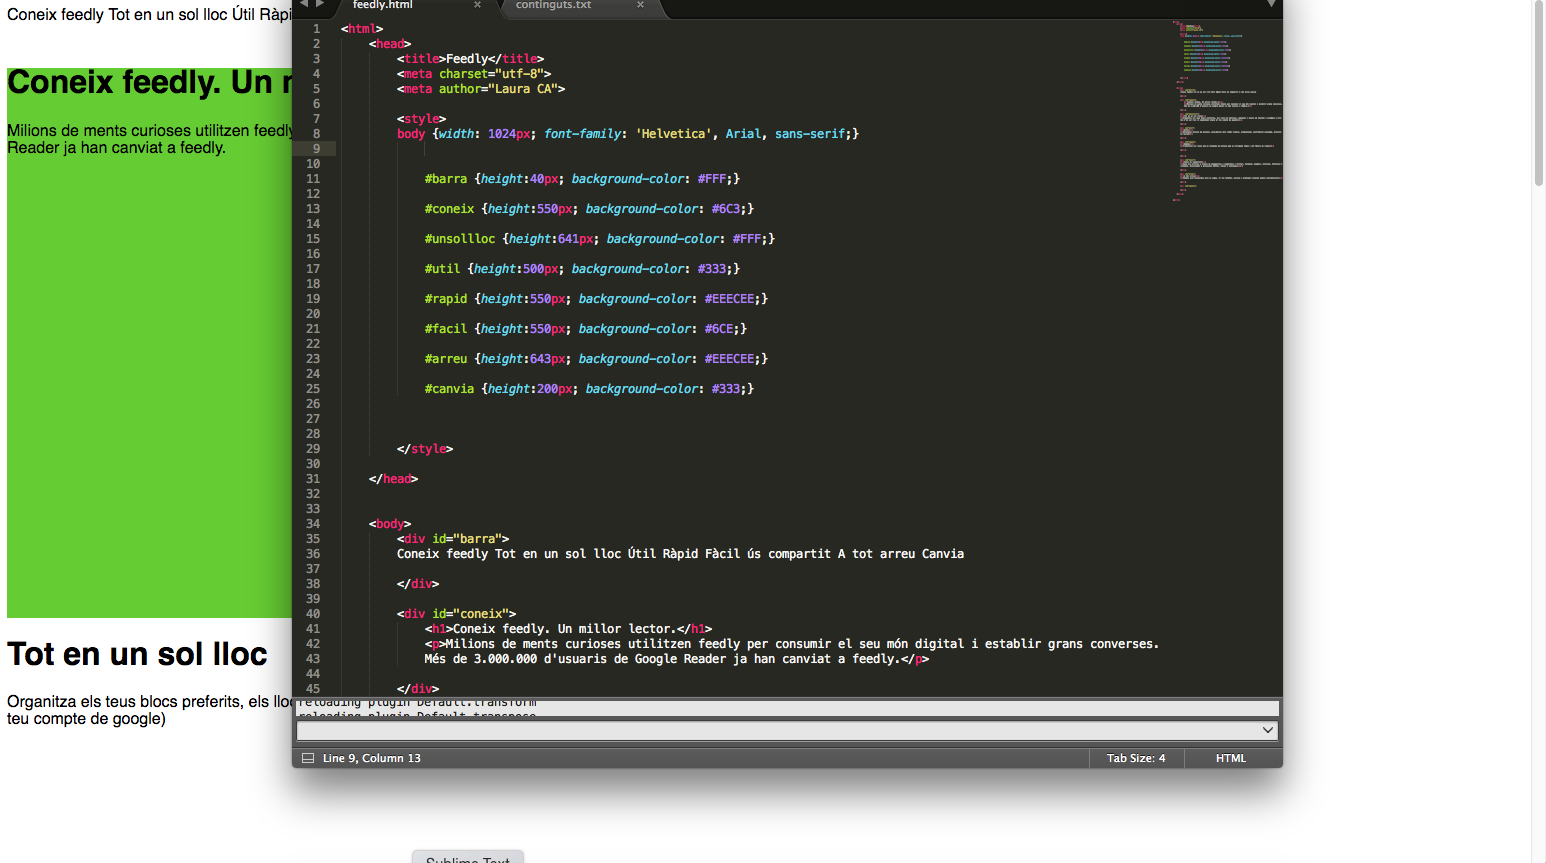 Coneix feedly Tot en un sol lloc Útil Ràpi
Coneix feedly. Un
Milions de ments curioses utilitzen feedly
Reader ja han canviat a feedly.
Tot en un sol lloc
Organitza els teus blocs preferits, els lloc
teu compte de google)
feedly.html
continguts.txt
1 <html>
2 <head>
3 <title>Feedly</title>
4 <meta charset="utf-8">
5 <meta author="Laura CA">
6
7 <style>
8 body {width: 1024px; font-family: 'Helvetica', Arial, sans-serif;}
9
10
11 #barra {height:40px; background-color: #FFF;}
12
13 #coneix {height:550px; background-color: #6C3;}
14
15 #unsollloc {height:641px; background-color: #FFF;}
16
17 #util {height:500px; background-color: #333;}
18
19 #rapid {height:550px; background-color: #EEECEE;}
20
21 #facil {height:550px; background-color: #6CE;}
22
23 #arreu {height:643px; background-color: #EEECEE;}
24
25 #canvia {height:200px; background-color: #333;}
26
27
28
29 </style>
30
31 </head>
32
33
34 <body>
35 <div id="barra">
36 Coneix feedly Tot en un sol lloc Útil Ràpid Fàcil ús compartit A tot arreu Canvia
37
38 </div>
39
40 <div id="coneix">
41 <h1>Coneix feedly. Un millor lector.</h1>
42 <p>Milions de ments curioses utilitzen feedly per consumir el seu món digital i establir grans converses.
43 Més de 3.000.000 d'usuaris de Google Reader ja han canviat a feedly.</p>
44
45 </div>
reloading plugin Default.transform
reloading plugin Default.transpose
Line 9, Column 13
Tab Size: 4
HTML
Sublime Text